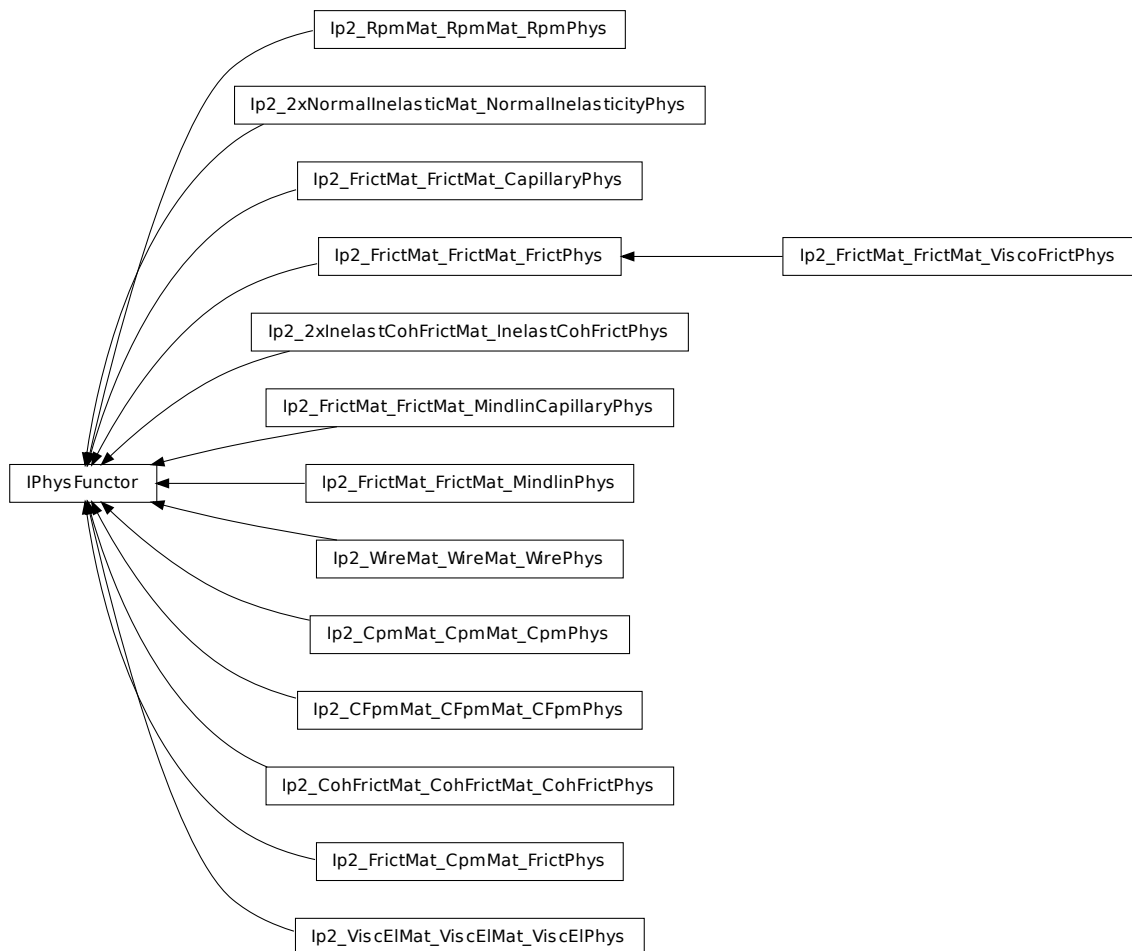 Ip2_RpmMat_RpmMat_RpmPhys
Ip2_2xNormalInelasticMat_NormalInelasticityPhys
Ip2_FrictMat_FrictMat_CapillaryPhys
Ip2_FrictMat_FrictMat_FrictPhys
Ip2_FrictMat_FrictMat_ViscoFrictPhys
Ip2_2xInelastCohFrictMat_InelastCohFrictPhys
Ip2_FrictMat_FrictMat_MindlinCapillaryPhys
IPhysFunctor
Ip2_FrictMat_FrictMat_MindlinPhys
Ip2_WireMat_WireMat_WirePhys
Ip2_CpmMat_CpmMat_CpmPhys
Ip2_CFpmMat_CFpmMat_CFpmPhys
Ip2_CohFrictMat_CohFrictMat_CohFrictPhys
Ip2_FrictMat_CpmMat_FrictPhys
Ip2_ViscElMat_ViscElMat_ViscElPhys